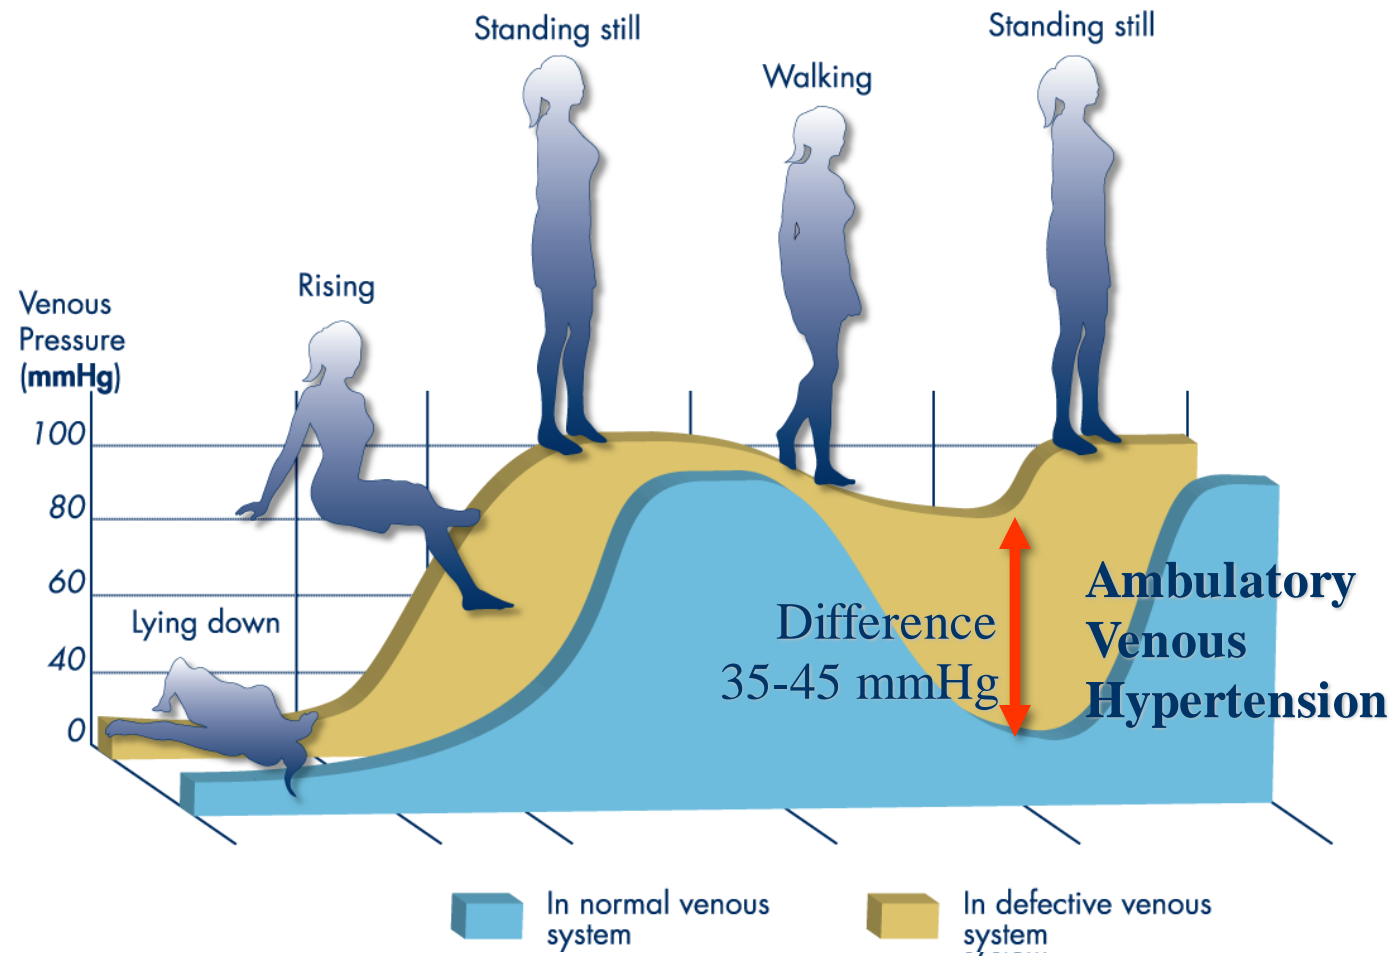 Standing still
Standing still
Walking
Rising
Venous
Pressure
(mmHg)
100
80
60
40
0
Lying down
Difference
35-45 mmHg
Ambulatory
Venous
Hypertension
In normal venous
system
In defective venous
system